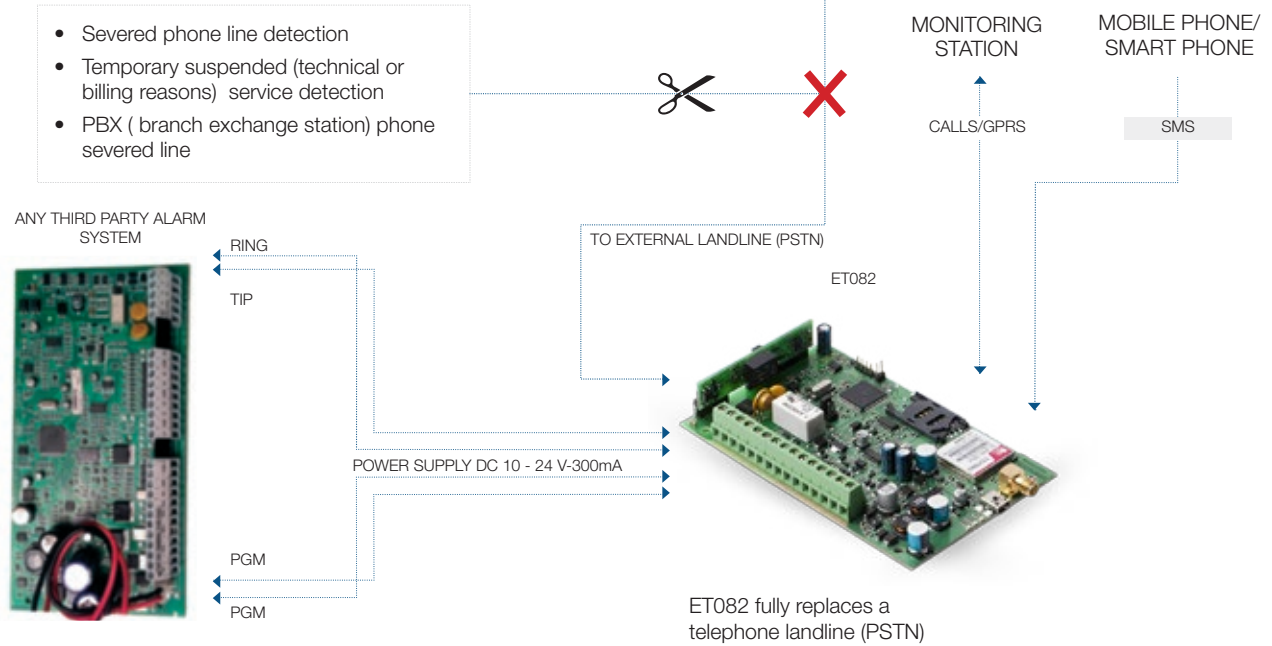 • Severed phone line detection
• Temporary suspended (technical or
billing reasons) service detection
• PBX ( branch exchange station) phone
severed line
MONITORING
STATION
MOBILE PHONE/
SMART PHONE
CALLS/GPRS
SMS
ANY THIRD PARTY ALARM
SYSTEM
RING
TIP
TO EXTERNAL LANDLINE (PSTN)
ET082
POWER SUPPLY DC 10 - 24 V-300mA
PGM
PGM
ET082 fully replaces a
telephone landline (PSTN)